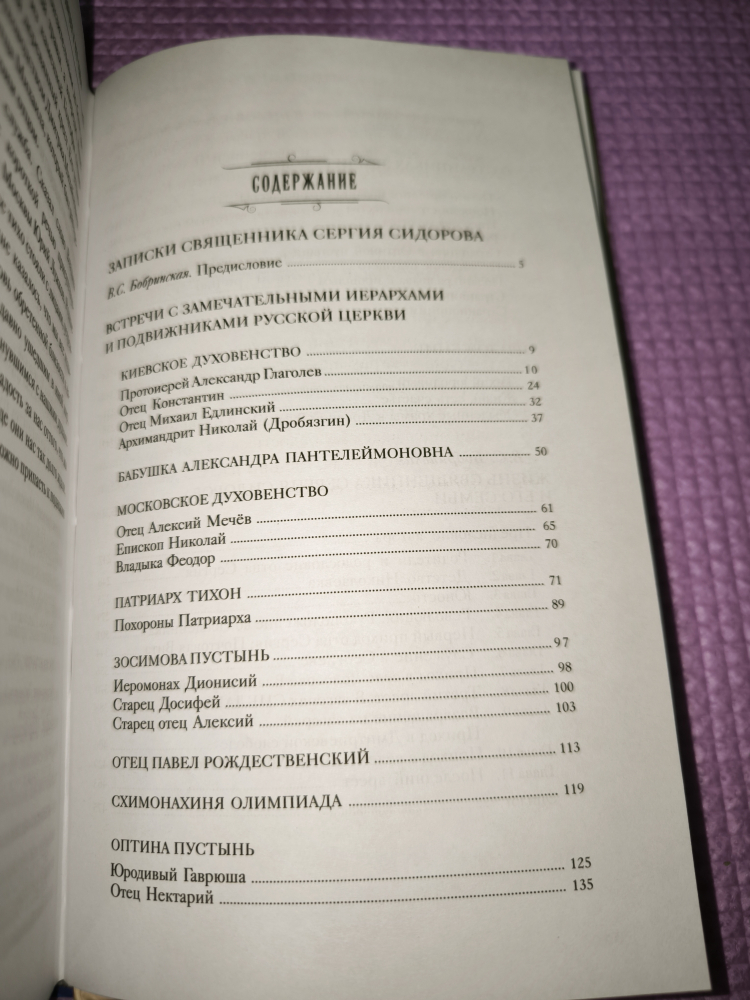 СОДЕРЖАНИЕ
ЗАПИСКИ СВЯЩЕННИКА СЕРГИЯ СИДОРОВА
В.С. Бобринская. Предисловие 5
ВСТРЕЧИ С ЗАМЕЧАТЕЛЬНЫМИ ИЕРАРХАМИ
И ПОДВИЖНИКАМИ РУССКОЙ ЦЕРКВИ
КИЕВСКОЕ ДУХОВЕНСТВО 9
Протоиерей Александр Глаголев 10
Отец Константин 24
Отец Михаил Едлинский 32
Архимандрит Николай (Дробязгин) 37
БАБУШКА АЛЕКСАНДРА ПАНТЕЛЕЙМОНОВНА 50
МОСКОВСКОЕ ДУХОВЕНСТВО
Отец Алексий Мечёв 61
Епископ Николай 65
Владыка Феодор 70
ПАТРИАРХ ТИХОН 71
Похороны Патриарха 89
ЗОСИМОВА ПУСТЫНЬ 97
Иеромонах Дионисий 98
Старец Досифей 100
Старец отец Алексий 103
ОТЕЦ ПАВЕЛ РОЖДЕСТВЕНСКИЙ 113
СХИМОНАХИНЯ ОЛИМПИАДА 119
ОПТИНА ПУСТЫНЬ
Юродивый Гаврюша 125
Отец Нектарий 135